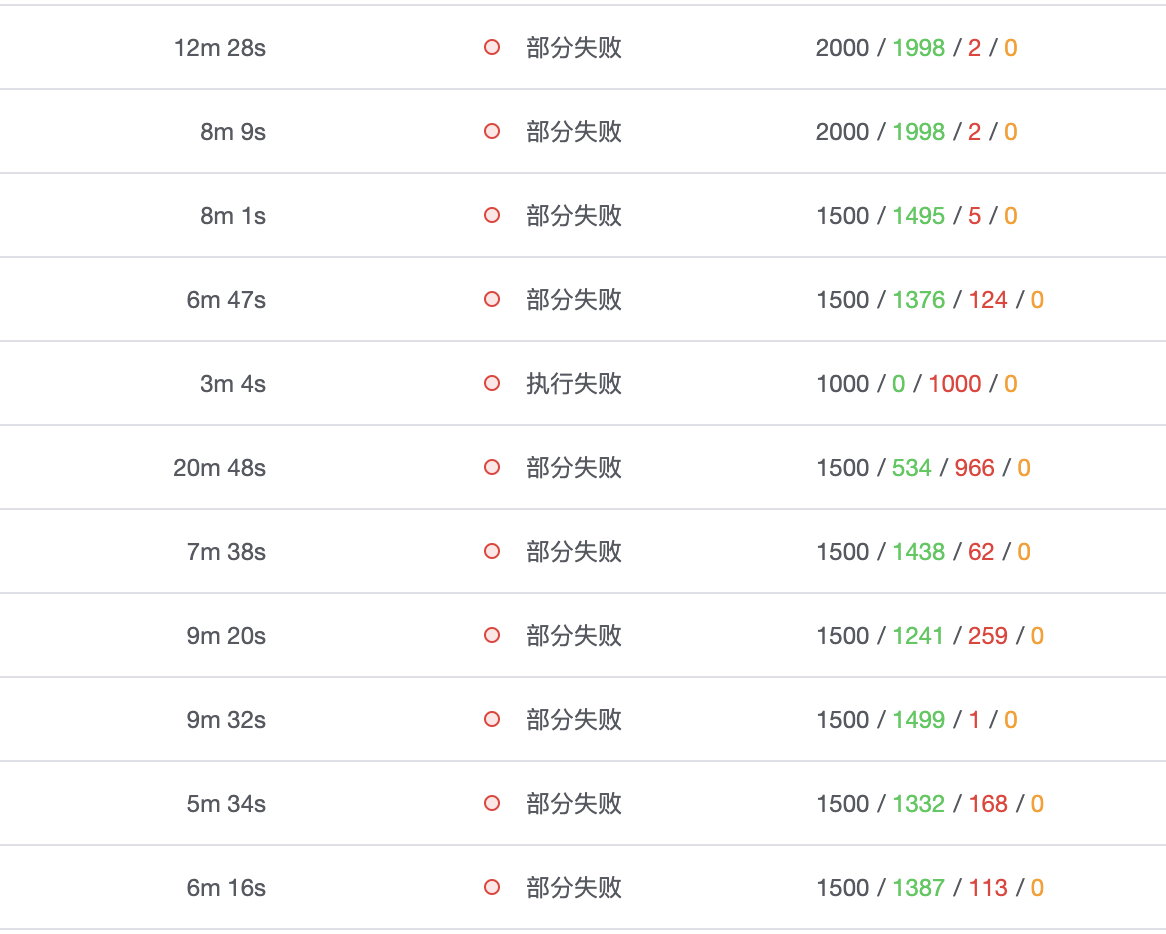 12m 28s 部分失败 2000 / 1998 / 2 / 0
8m 9s 部分失败 2000 / 1998 / 2 / 0
8m 1s 部分失败 1500 / 1495 / 5 / 0
6m 47s 部分失败 1500 / 1376 / 124 / 0
3m 4s 执行失败 1000 / 0 / 1000 / 0
20m 48s 部分失败 1500 / 534 / 966 / 0
7m 38s 部分失败 1500 / 1438 / 62 / 0
9m 20s 部分失败 1500 / 1241 / 259 / 0
9m 32s 部分失败 1500 / 1499 / 1 / 0
5m 34s 部分失败 1500 / 1332 / 168 / 0
6m 16s 部分失败 1500 / 1387 / 113 / 0